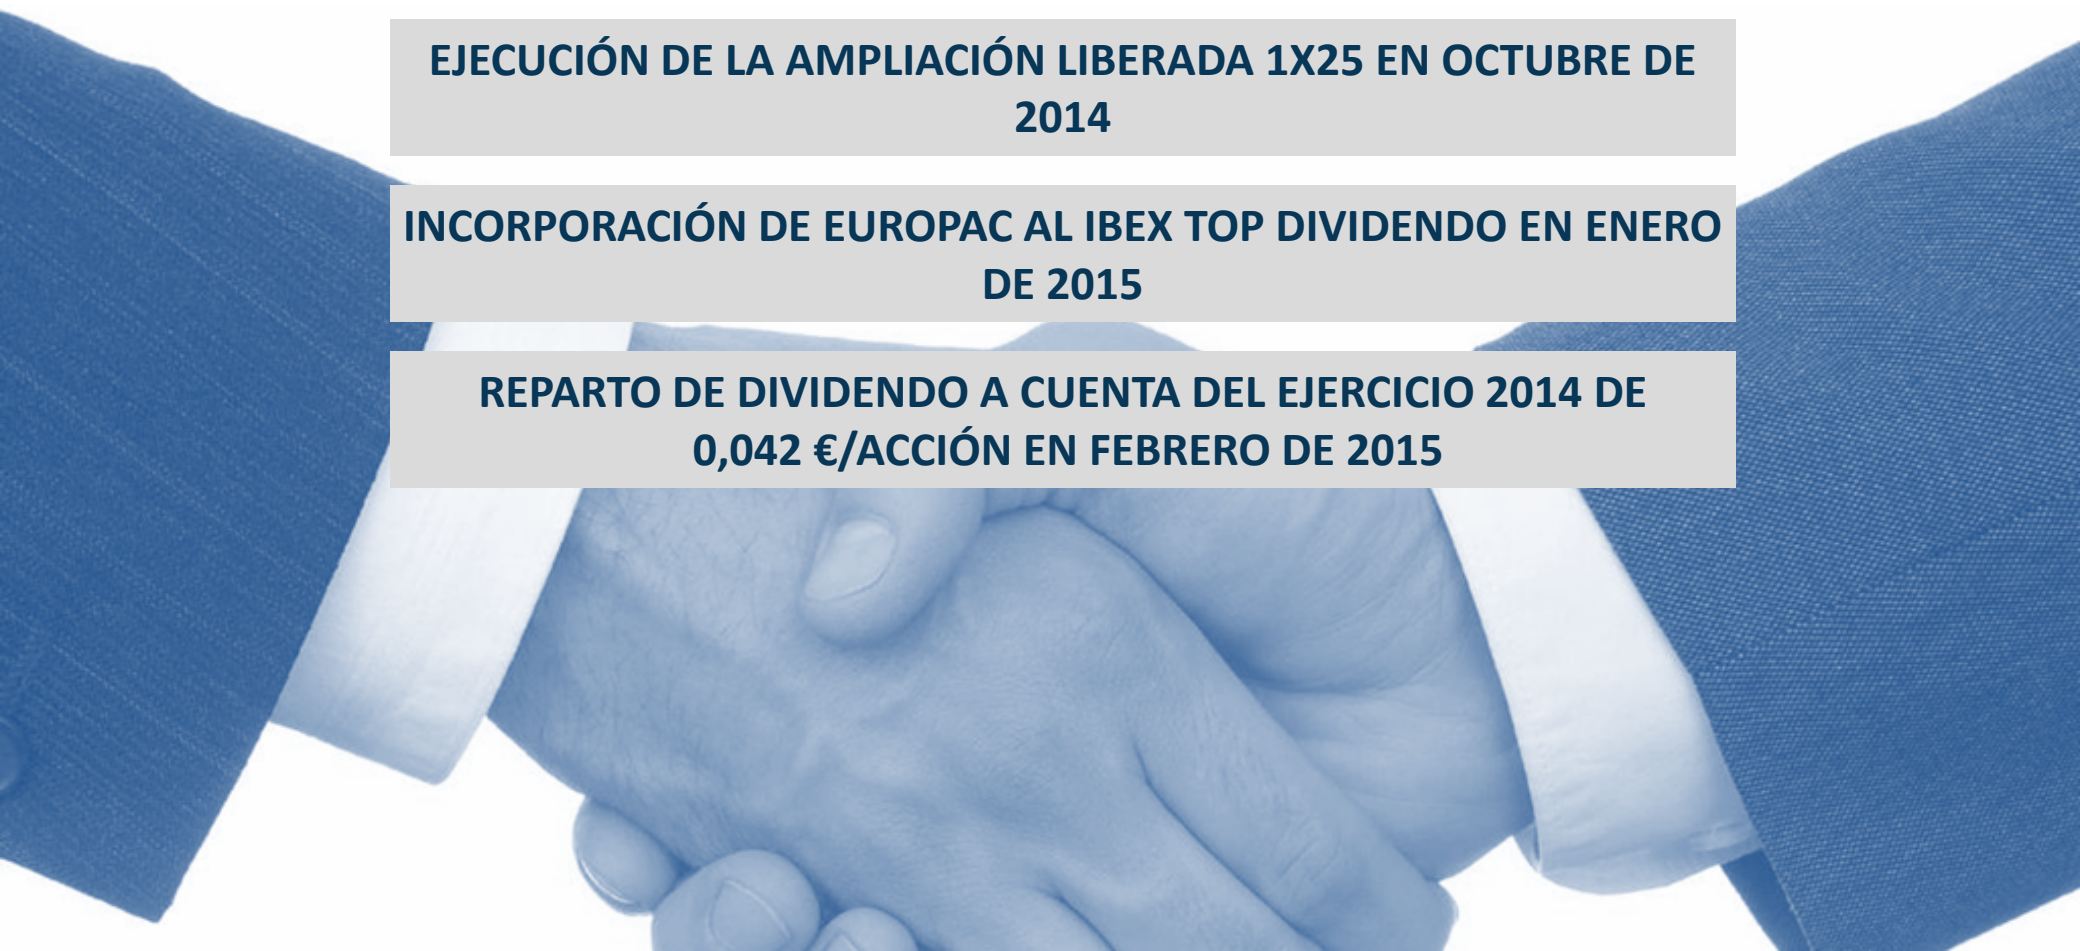 EJECUCIÓN DE LA AMPLIACIÓN LIBERADA 1X25 EN OCTUBRE DE
2014
INCORPORACIÓN DE EUROPAC AL IBEX TOP DIVIDENDO EN ENERO
DE 2015
REPARTO DE DIVIDENDO A CUENTA DEL EJERCICIO 2014 DE
0,042 €/ACCIÓN EN FEBRERO DE 2015